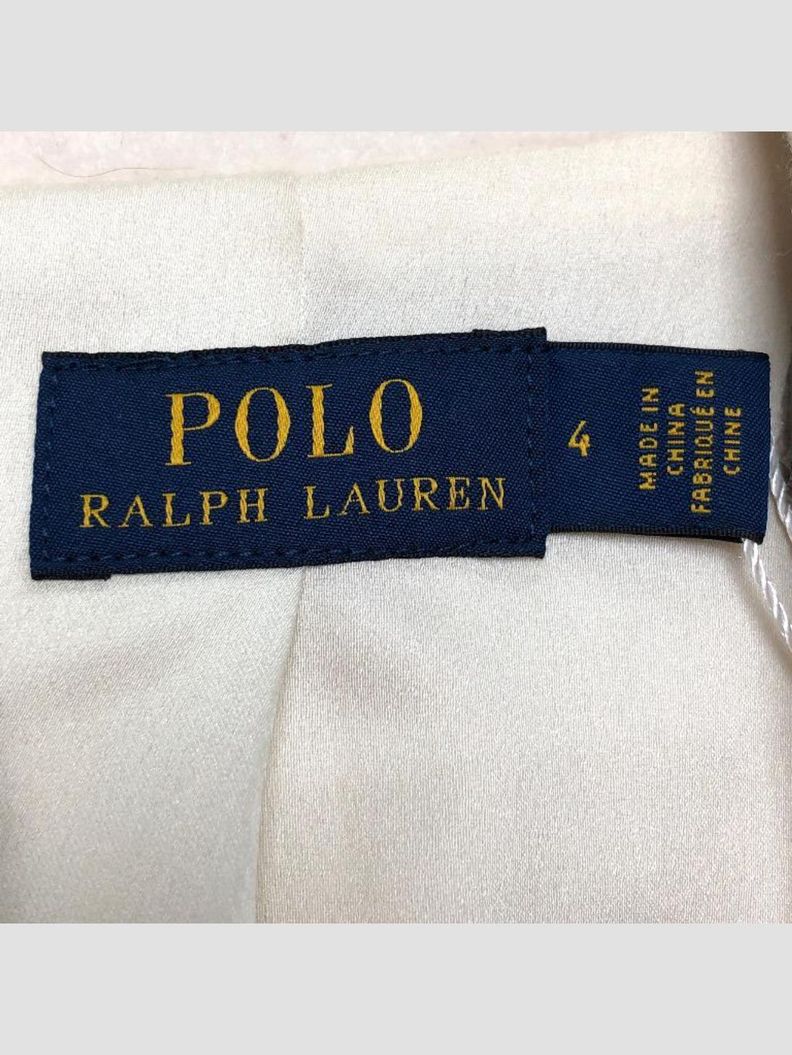 POLO
RALPH LAUREN
4
MADE IN
CHINA
FABRIQUÉ EN
CHINE